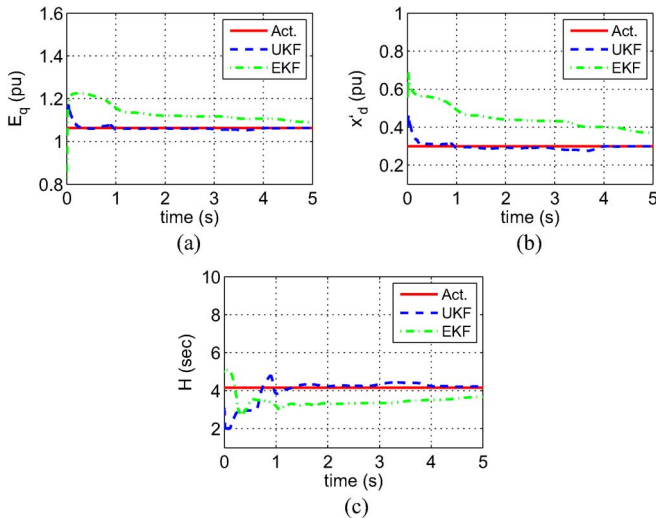 1.6
1.4
1.2
1
0.8
E_q (pu)
0 1 2 3 4 5
time (s)
Act.
UKF
EKF
(a)
1
0.8
0.6
0.4
0.2
x'_d (pu)
0 1 2 3 4 5
time (s)
Act.
UKF
EKF
(b)
10
8
6
4
2
H (sec)
0 1 2 3 4 5
time (s)
Act.
UKF
EKF
(c)